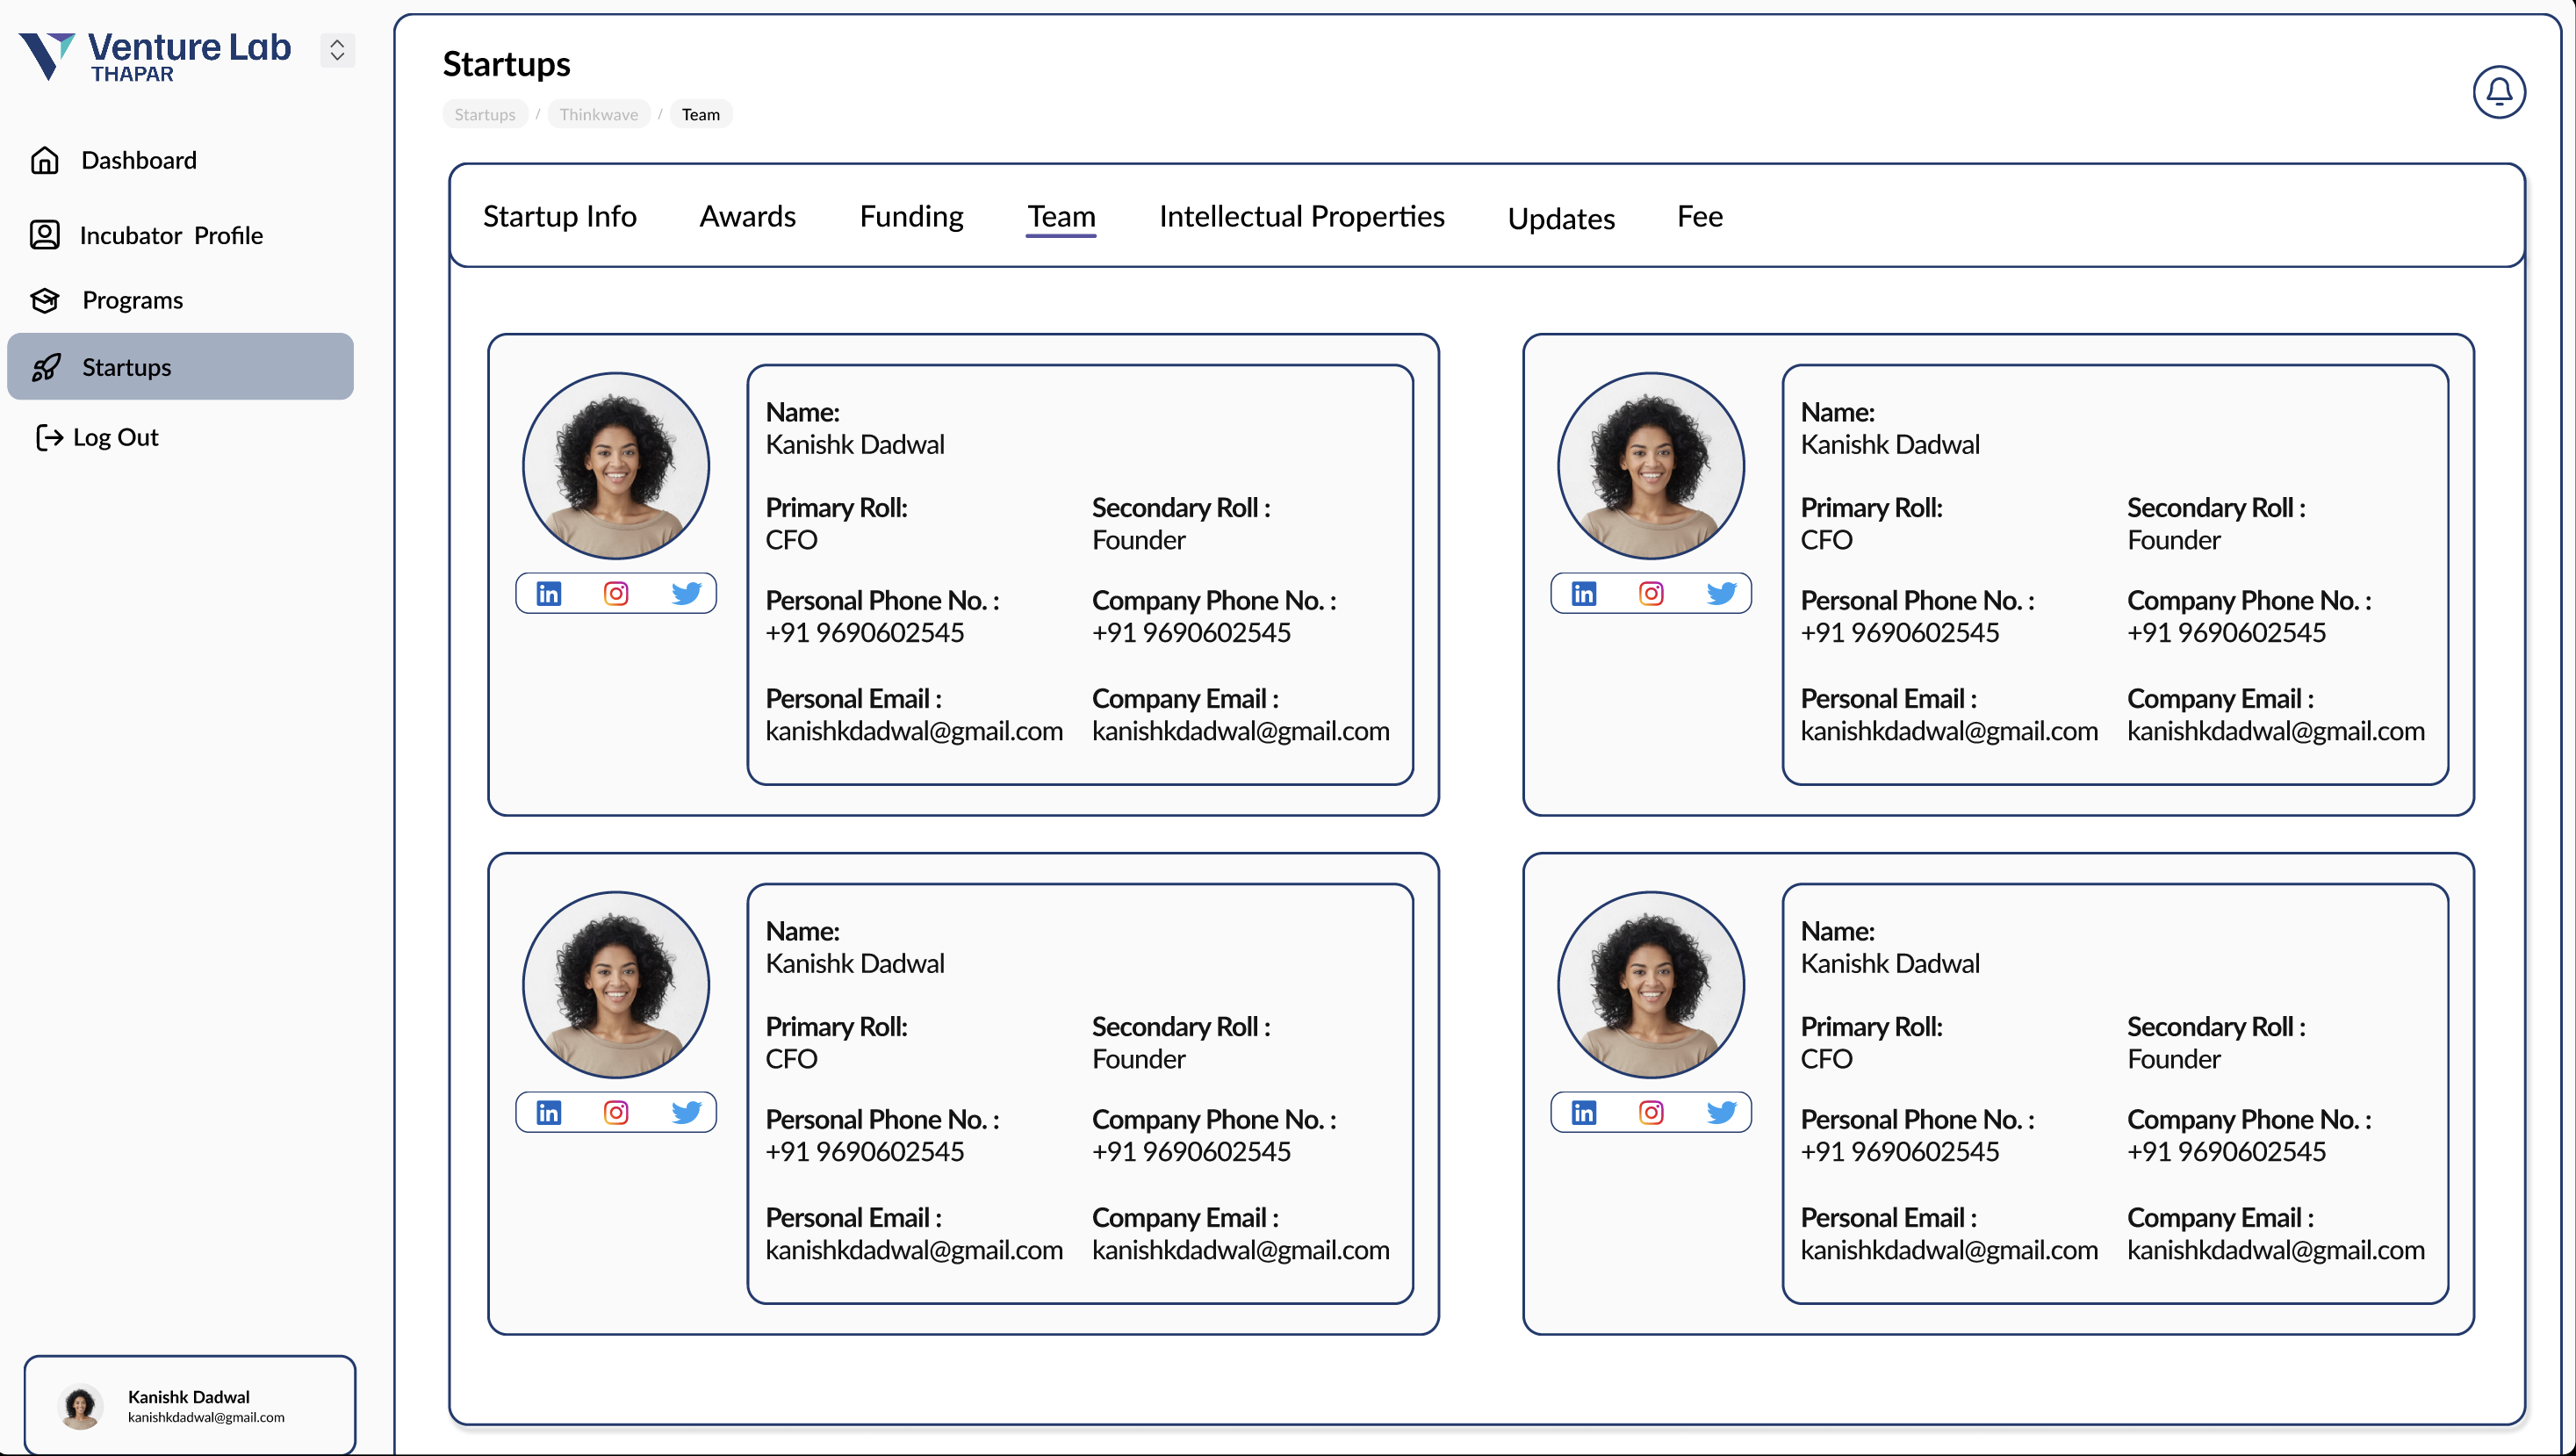 Venture Lab
THAPAR
Dashboard
Incubator Profile
Programs
Startups
Log Out
Kanishk Dadwal
kanishkdadwal@gmail.com
Startups
Startups / Thinkwave / Team
Startup Info Awards Funding Team Intellectual Properties Updates Fee
Name:
Kanishk Dadwal
Primary Roll: Secondary Roll :
CFO Founder
Personal Phone No. : Company Phone No. :
+91 9690602545 +91 9690602545
Personal Email : Company Email :
kanishkdadwal@gmail.com kanishkdadwal@gmail.com
in
Name:
Kanishk Dadwal
Primary Roll: Secondary Roll :
CFO Founder
Personal Phone No. : Company Phone No. :
+91 9690602545 +91 9690602545
Personal Email : Company Email :
kanishkdadwal@gmail.com kanishkdadwal@gmail.com
in
Name:
Kanishk Dadwal
Primary Roll: Secondary Roll :
CFO Founder
Personal Phone No. : Company Phone No. :
+91 9690602545 +91 9690602545
Personal Email : Company Email :
kanishkdadwal@gmail.com kanishkdadwal@gmail.com
in
Name:
Kanishk Dadwal
Primary Roll: Secondary Roll :
CFO Founder
Personal Phone No. : Company Phone No. :
+91 9690602545 +91 9690602545
Personal Email : Company Email :
kanishkdadwal@gmail.com kanishkdadwal@gmail.com
in